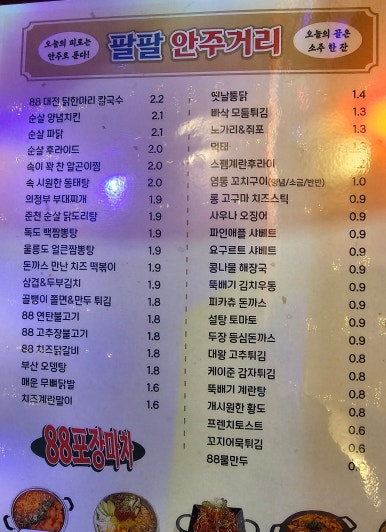 오늘의 피로는
안주로 푼다!
팔팔 안주거리
오늘의 끝은
소주 한 잔
88 대전 닭한마리 칼국수 2.2
순살 양념치킨 2.1
순살 파닭 2.1
순살 후라이드 2.0
속이 꽉 찬 알곤이찜 2.0
속 시원한 동태탕 2.0
의정부 부대찌개 1.9
춘천 순살 닭도리탕 1.9
독도 백짬뽕탕 1.9
울릉도 얼큰짬뽕탕 1.9
돈까스 만난 치즈 떡볶이 1.9
삼겹&두부김치 1.9
골뱅이 쫄면&만두 튀김 1.8
88 연탄불고기 1.8
88 고추장불고기 1.8
88 치즈닭갈비 1.8
부산 오뎅탕 1.8
매운 무뼈닭발 1.6
치즈계란말이 1.6
옛날통닭 1.4
빠삭 모둠튀김 1.3
노가리&쥐포 1.3
먹태
스팸계란후라이
염통 꼬치구이(양념/소금/반반) 1.0
롱 고구마 치즈스틱 0.9
사우나 오징어 0.9
파인애플 샤베트 0.9
요구르트 샤베트 0.9
콩나물 해장국 0.9
뚝배기 김치우동 0.9
피카츄 돈까스 0.9
설탕 토마토 0.9
두장 등심돈까스 0.9
대왕 고추튀김 0.8
케이준 감자튀김 0.8
뚝배기 계란탕 0.8
개시원한 황도 0.8
프렌치토스트 0.8
꼬지어묵튀김
88물만두
88포장마차